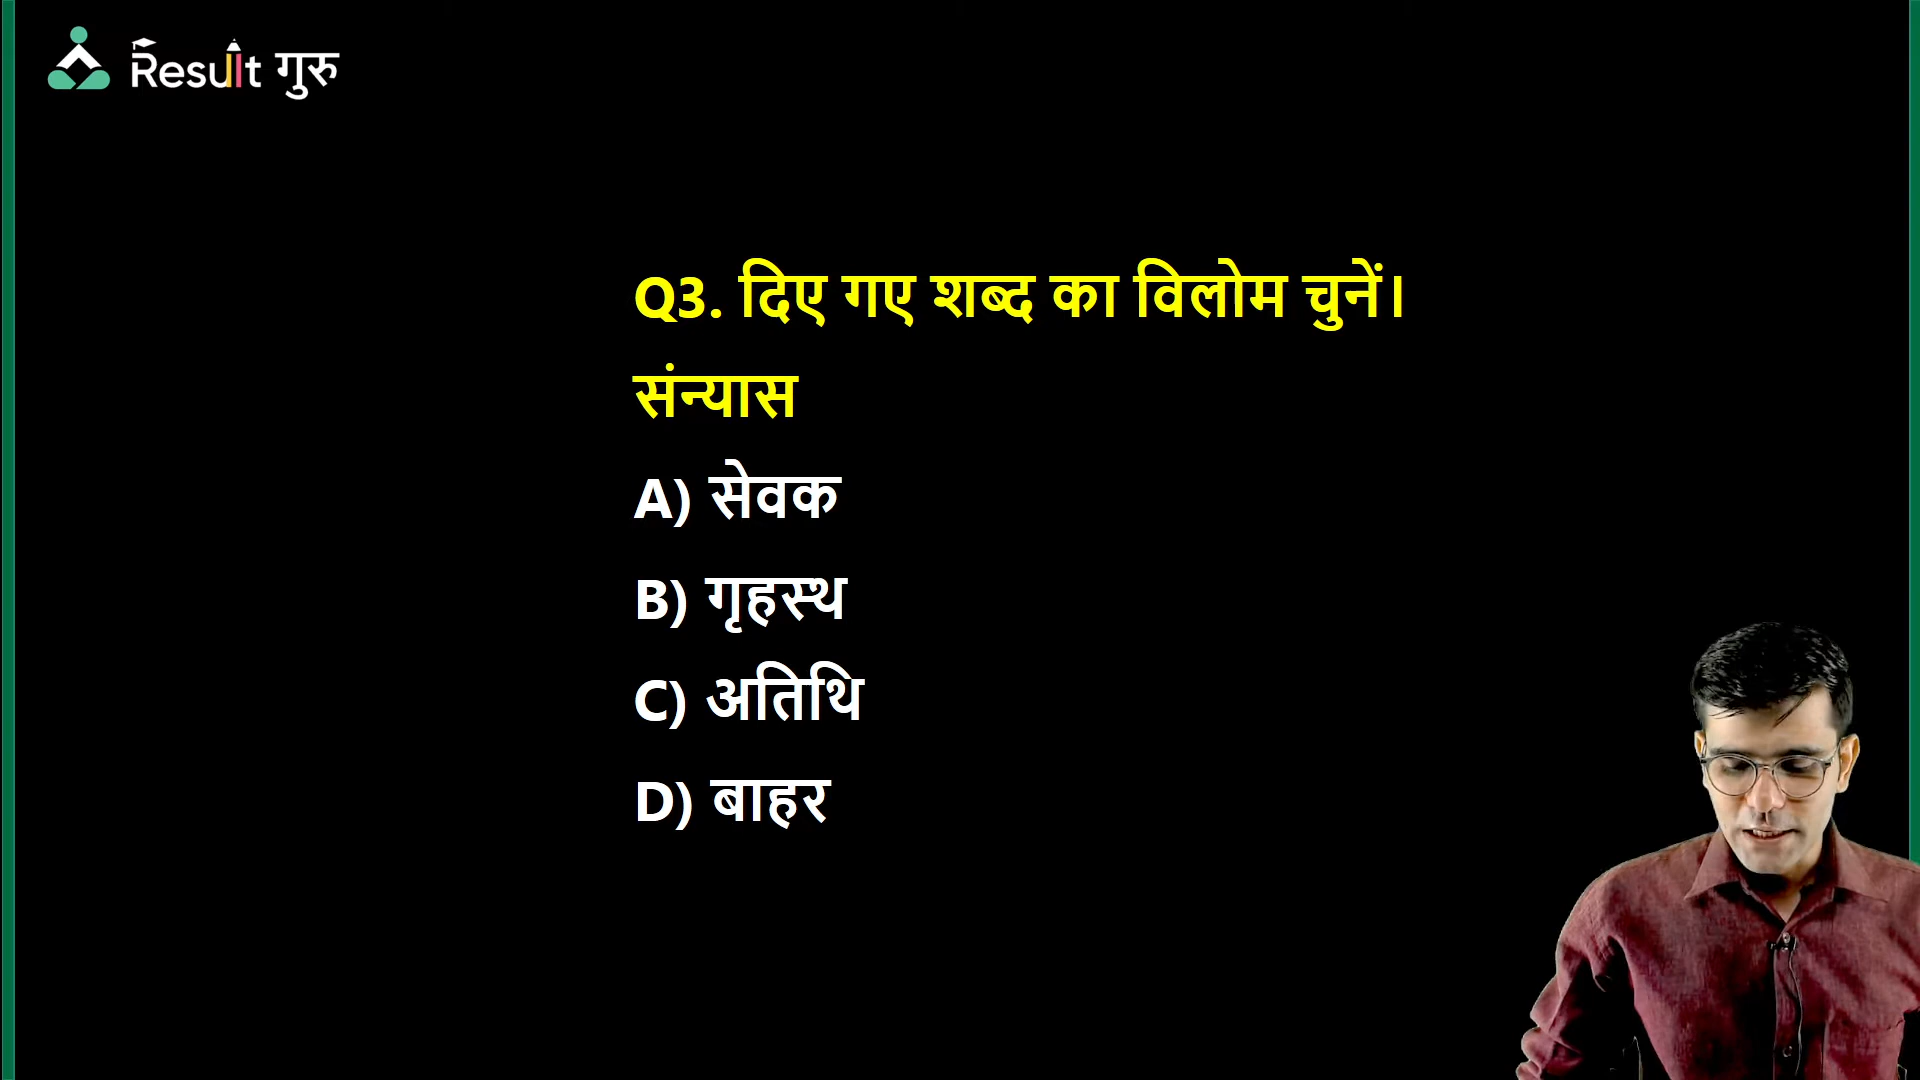 Result गुरु
Q3. दिए गए शब्द का विलोम चुनें।
संन्यास
A) सेवक
B) गृहस्थ
C) अतिथि
D) बाहर